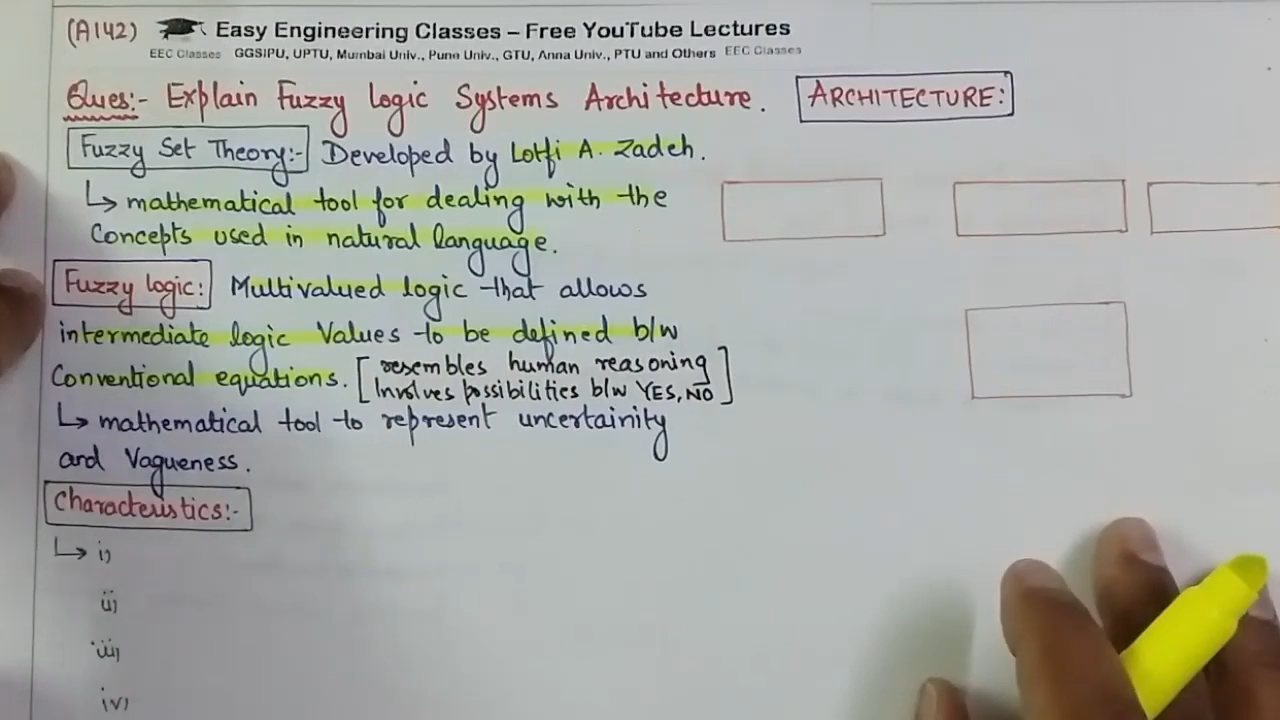 (A142) Easy Engineering Classes – Free YouTube Lectures
EEC Classes GGSIPU, UPTU, Mumbai Univ., Pune Univ., GTU, Anna Univ., PTU and Others EEC Classes
Ques:- Explain Fuzzy Logic Systems Architecture. ARCHITECTURE:
Fuzzy Set Theory:- Developed by Lotfi A. Zadeh.
↳ mathematical tool for dealing with the
Concepts used in natural language.
Fuzzy logic: Multivalued logic that allows
intermediate logic Values to be defined b/w
Conventional equations. [resembles human reasoning
Involves possibilities b/w YES, NO]
↳ mathematical tool to represent uncertainity
and Vagueness.
Characteristics:-
↳ i)
ii)
iii)
iv)